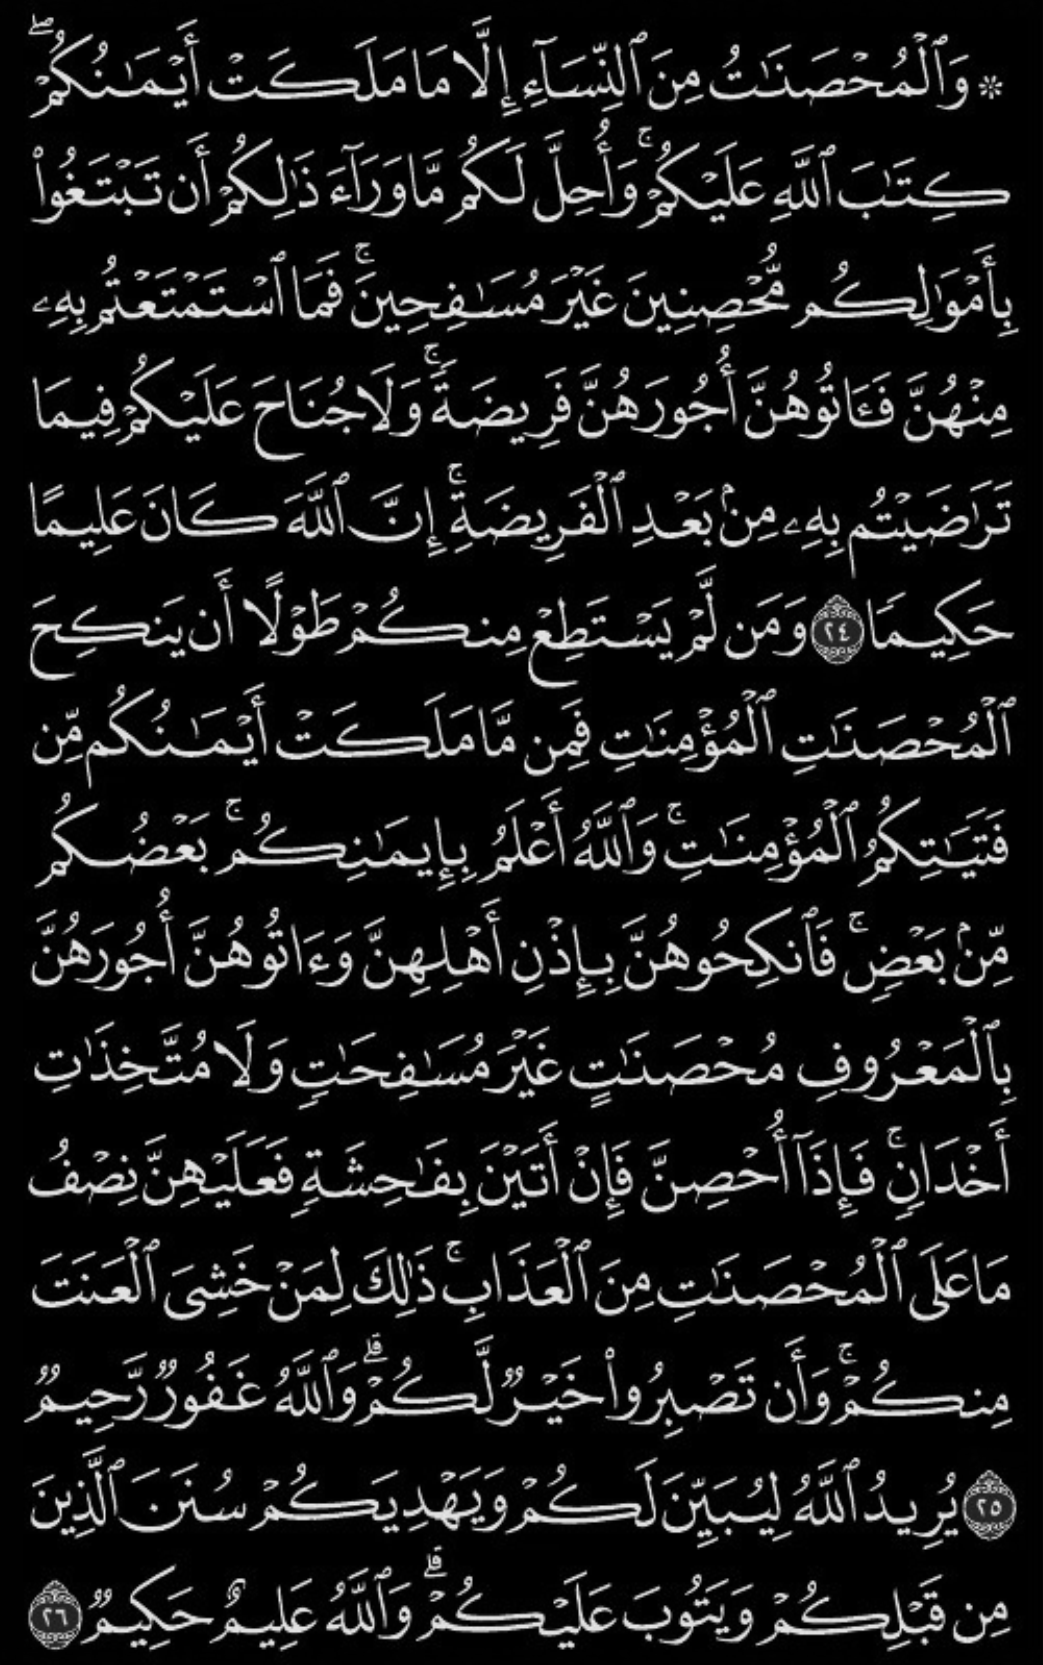 ۞ وَٱلۡمُحۡصَنَٰتُ مِنَ ٱلنِّسَآءِ إِلَّا مَا مَلَكَتۡ أَيۡمَٰنُكُمۡۖ
كِتَٰبَ ٱللَّهِ عَلَيۡكُمۡۚ وَأُحِلَّ لَكُم مَّا وَرَآءَ ذَٰلِكُمۡ أَن تَبۡتَغُواْ
بِأَمۡوَٰلِكُم مُّحۡصِنِينَ غَيۡرَ مُسَٰفِحِينَۚ فَمَا ٱسۡتَمۡتَعۡتُم بِهِۦ
مِنۡهُنَّ فَـَٔاتُوهُنَّ أُجُورَهُنَّ فَرِيضَةٗۚ وَلَا جُنَاحَ عَلَيۡكُمۡ فِيمَا
تَرَٰضَيۡتُم بِهِۦ مِنۢ بَعۡدِ ٱلۡفَرِيضَةِۚ إِنَّ ٱللَّهَ كَانَ عَلِيمًا
حَكِيمٗا ٢٤ وَمَن لَّمۡ يَسۡتَطِعۡ مِنكُمۡ طَوۡلًا أَن يَنكِحَ
ٱلۡمُحۡصَنَٰتِ ٱلۡمُؤۡمِنَٰتِ فَمِن مَّا مَلَكَتۡ أَيۡمَٰنُكُم مِّن
فَتَيَٰتِكُمُ ٱلۡمُؤۡمِنَٰتِۚ وَٱللَّهُ أَعۡلَمُ بِإِيمَٰنِكُمۚ بَعۡضُكُم
مِّنۢ بَعۡضٖۚ فَٱنكِحُوهُنَّ بِإِذۡنِ أَهۡلِهِنَّ وَءَاتُوهُنَّ أُجُورَهُنَّ
بِٱلۡمَعۡرُوفِ مُحۡصَنَٰتٍ غَيۡرَ مُسَٰفِحَٰتٖ وَلَا مُتَّخِذَٰتِ
أَخۡدَانٖۚ فَإِذَآ أُحۡصِنَّ فَإِنۡ أَتَيۡنَ بِفَٰحِشَةٖ فَعَلَيۡهِنَّ نِصۡفُ
مَا عَلَى ٱلۡمُحۡصَنَٰتِ مِنَ ٱلۡعَذَابِۚ ذَٰلِكَ لِمَنۡ خَشِيَ ٱلۡعَنَتَ
مِنكُمۡۚ وَأَن تَصۡبِرُواْ خَيۡرٞ لَّكُمۡۗ وَٱللَّهُ غَفُورٞ رَّحِيمٞ
٢٥ يُرِيدُ ٱللَّهُ لِيُبَيِّنَ لَكُمۡ وَيَهۡدِيَكُمۡ سُنَنَ ٱلَّذِينَ
مِن قَبۡلِكُمۡ وَيَتُوبَ عَلَيۡكُمۡۗ وَٱللَّهُ عَلِيمٌ حَكِيمٞ ٢٦